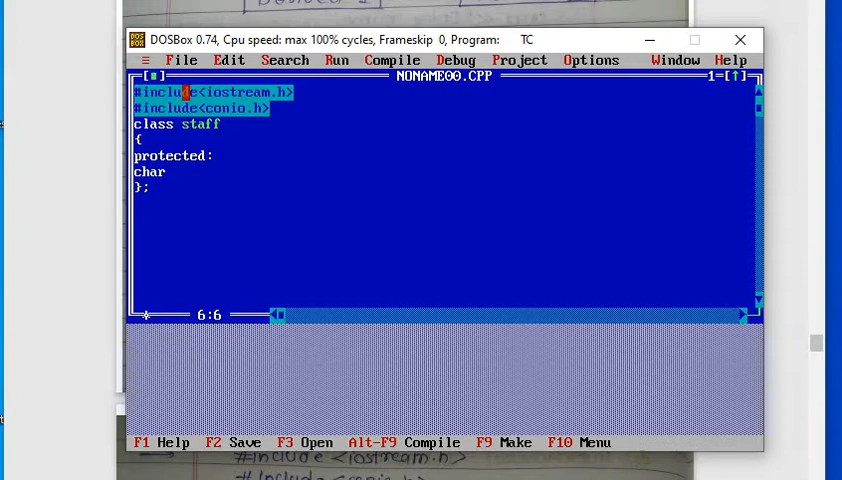 DOSBox 0.74, Cpu speed: max 100% cycles, Frameskip 0, Program: TC
≡ File Edit Search Run Compile Debug Project Options Window Help
NONAME00.CPP 1=[↑]
#include<iostream.h>
#include<conio.h>
class staff
{
protected:
char
};
6:6
F1 Help F2 Save F3 Open Alt-F9 Compile F9 Make F10 Menu
#include <iostream.h>